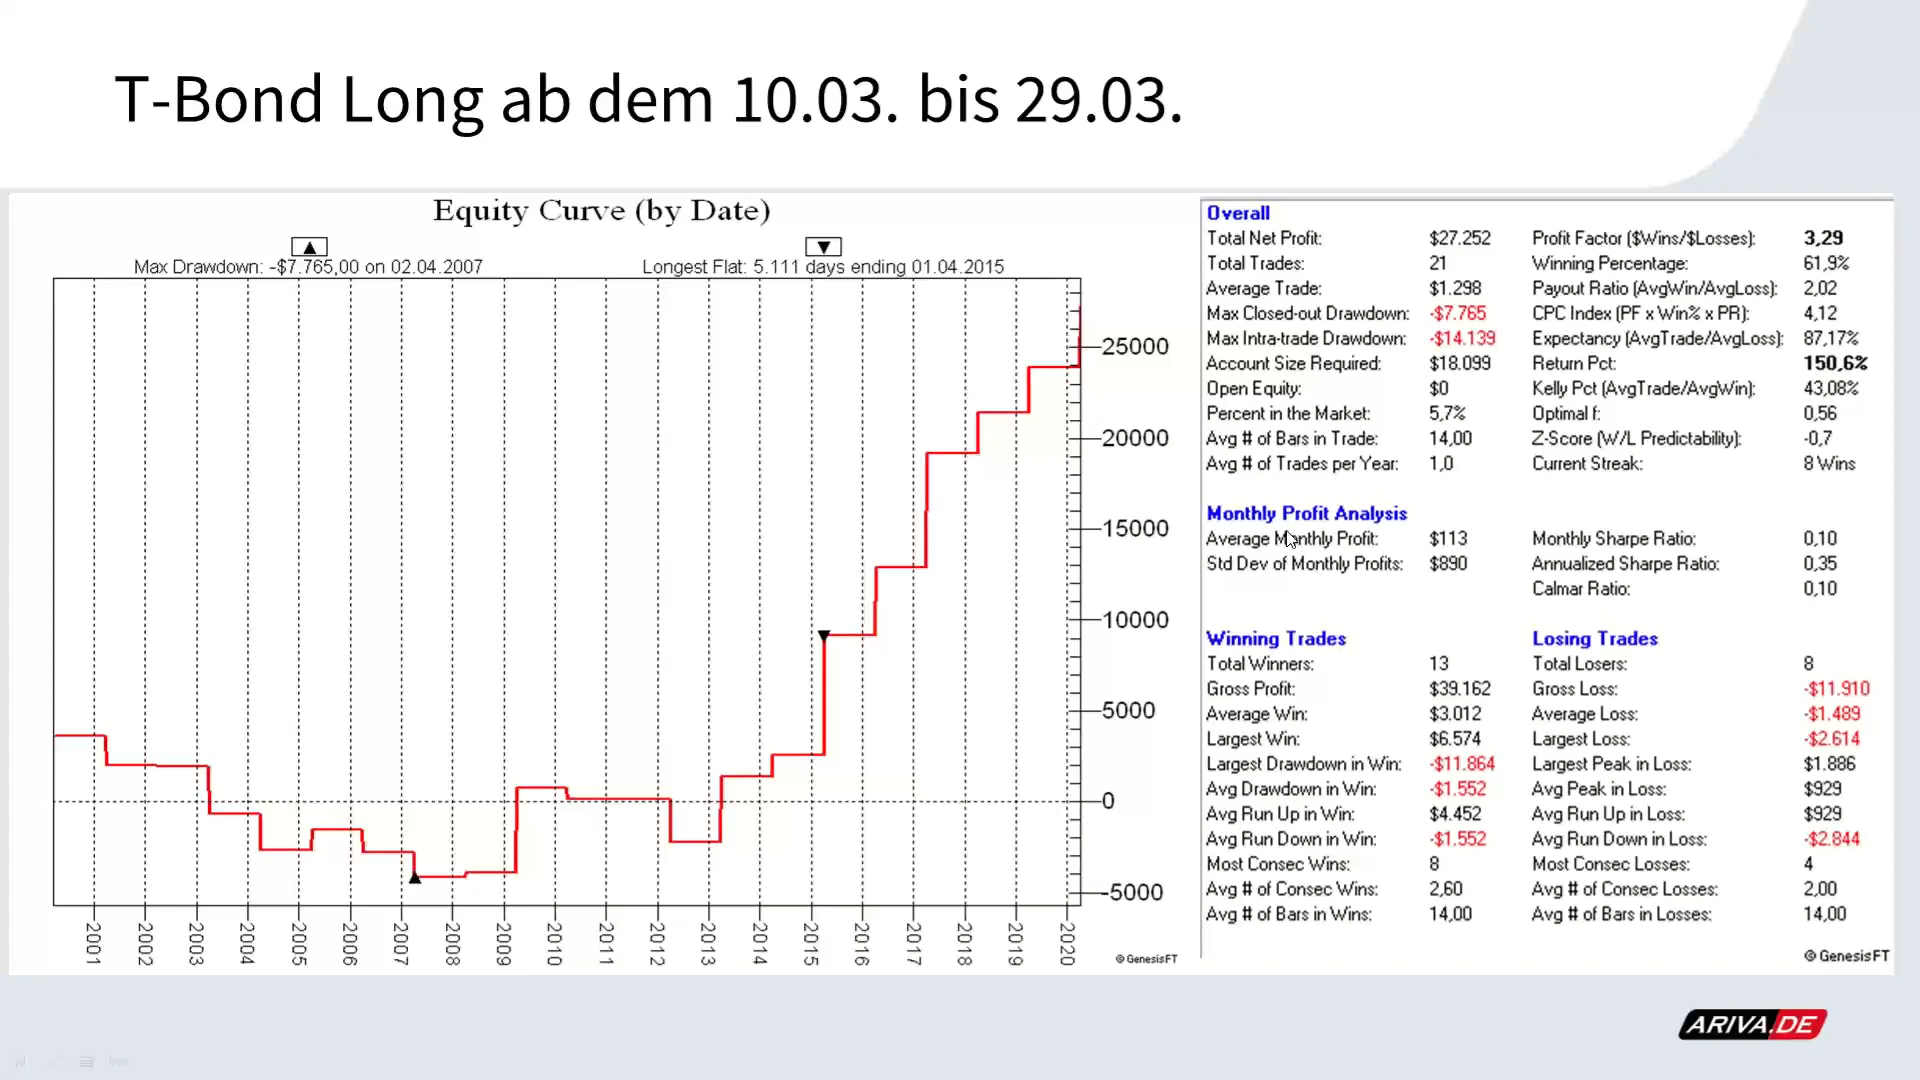 T-Bond Long ab dem 10.03. bis 29.03.
Equity Curve (by Date)
Max Drawdown: -$7.765,00 on 02.04.2007
Longest Flat: 5.111 days ending 01.04.2015
25000
20000
15000
10000
5000
0
-5000
2001 2002 2003 2004 2005 2006 2007 2008 2009 2010 2011 2012 2013 2014 2015 2016 2017 2018 2019 2020
© GenesisFT
Overall
Total Net Profit: $27.252 Profit Factor ($Wins/$Losses): 3,29
Total Trades: 21 Winning Percentage: 61,9%
Average Trade: $1.298 Payout Ratio (AvgWin/AvgLoss): 2,02
Max Closed-out Drawdown: -$7.765 CPC Index (PF x Win% x PR): 4,12
Max Intra-trade Drawdown: -$14.139 Expectancy (AvgTrade/AvgLoss): 87,17%
Account Size Required: $18.099 Return Pct: 150,6%
Open Equity: $0 Kelly Pct (AvgTrade/AvgWin): 43,08%
Percent in the Market: 5,7% Optimal f: 0,56
Avg # of Bars in Trade: 14,00 Z-Score (W/L Predictability): -0,7
Avg # of Trades per Year: 1,0 Current Streak: 8 Wins
Monthly Profit Analysis
Average Monthly Profit: $113 Monthly Sharpe Ratio: 0,10
Std Dev of Monthly Profits: $890 Annualized Sharpe Ratio: 0,35
Calmar Ratio: 0,10
Winning Trades Losing Trades
Total Winners: 13 Total Losers: 8
Gross Profit: $39.162 Gross Loss: -$11.910
Average Win: $3.012 Average Loss: -$1.489
Largest Win: $6.574 Largest Loss: -$2.614
Largest Drawdown in Win: -$11.864 Largest Peak in Loss: $1.886
Avg Drawdown in Win: -$1.552 Avg Peak in Loss: $929
Avg Run Up in Win: $4.452 Avg Run Up in Loss: $929
Avg Run Down in Win: -$1.552 Avg Run Down in Loss: -$2.844
Most Consec Wins: 8 Most Consec Losses: 4
Avg # of Consec Wins: 2,60 Avg # of Consec Losses: 2,00
Avg # of Bars in Wins: 14,00 Avg # of Bars in Losses: 14,00
© GenesisFT
ARIVA.DE